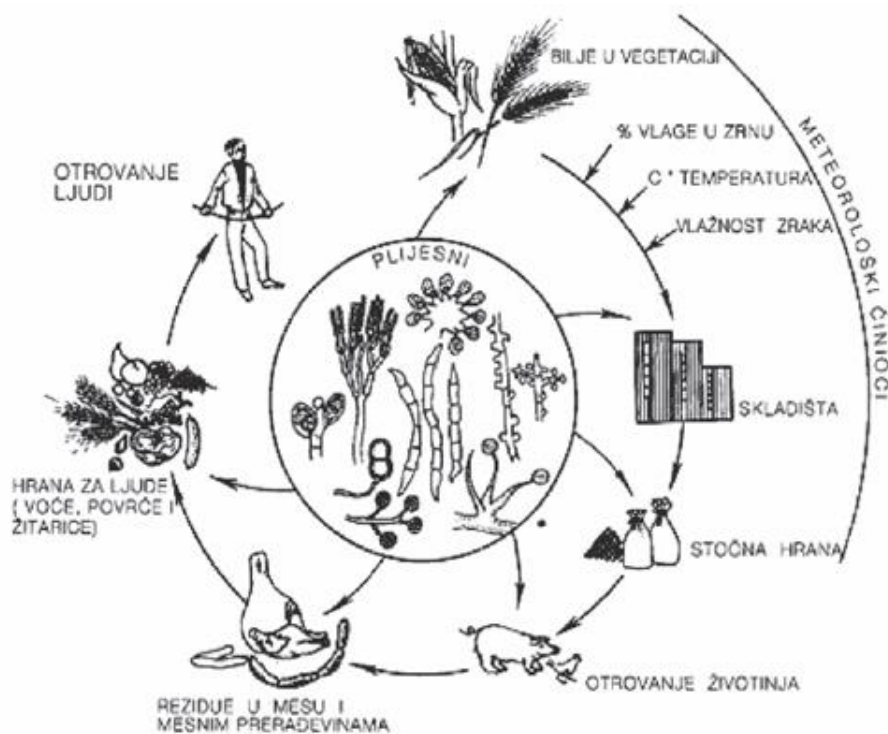 BILJE U VEGETACIJI
% VLAGE U ZRNU
C° TEMPERATURA
VLAŽNOST ZRAKA
METEOROLOŠKI ČINIOCI
OTROVANJE
LJUDI
PLIJESNI
SKLADIŠTA
HRANA ZA LJUDE
( VOĆE, POVRĆE I
ŽITARICE)
STOČNA HRANA
OTROVANJE ŽIVOTINJA
REZIDUE U MESU I
MESNIM PRERAĐEVINAMA